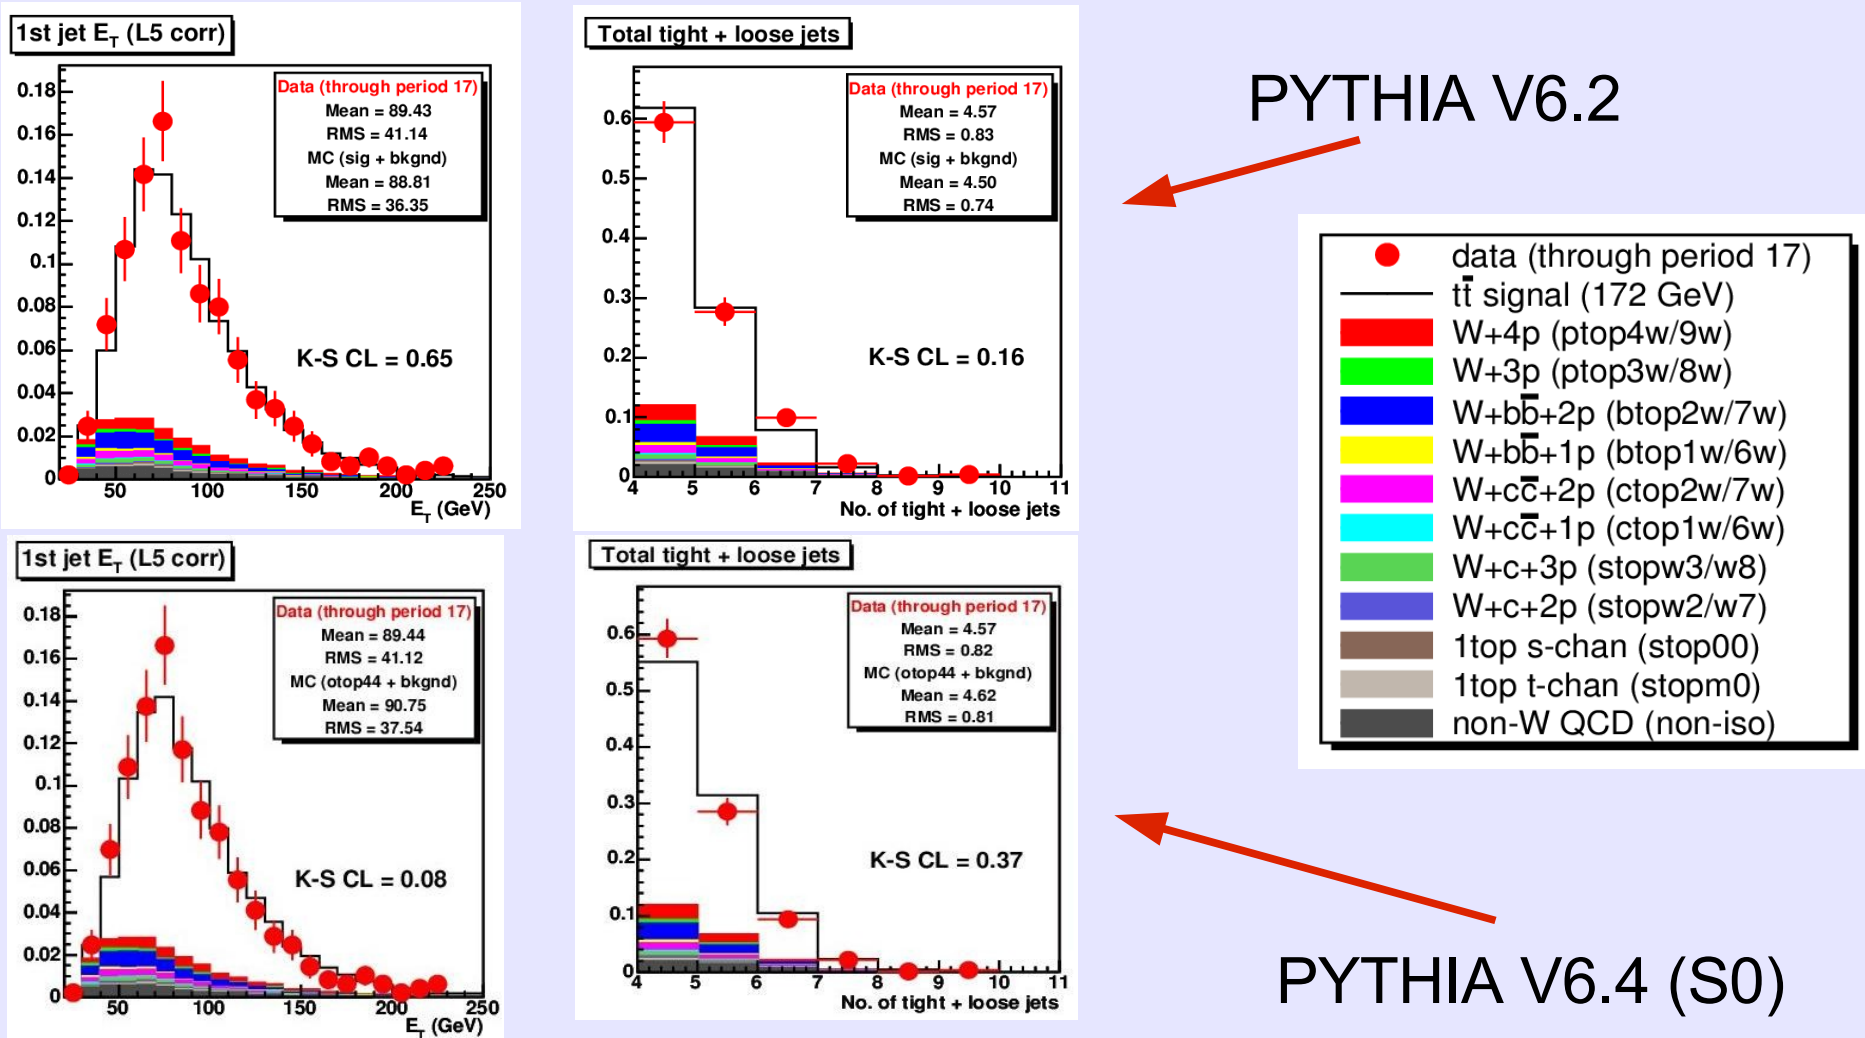 1st jet E_T (L5 corr)
0.18
0.16
0.14
0.12
0.1
0.08
0.06
0.04
0.02
0
50
100
150
200
250
E_T (GeV)
Data (through period 17)
Mean = 89.43
RMS = 41.14
MC (sig + bkgnd)
Mean = 88.81
RMS = 36.35
K-S CL = 0.65
Total tight + loose jets
0.6
0.5
0.4
0.3
0.2
0.1
0
4 5 6 7 8 9 10 11
No. of tight + loose jets
Data (through period 17)
Mean = 4.57
RMS = 0.83
MC (sig + bkgnd)
Mean = 4.50
RMS = 0.74
K-S CL = 0.16
PYTHIA V6.2
data (through period 17)
tt̄ signal (172 GeV)
W+4p (ptop4w/9w)
W+3p (ptop3w/8w)
W+bb̄+2p (btop2w/7w)
W+bb̄+1p (btop1w/6w)
W+cc̄+2p (ctop2w/7w)
W+cc̄+1p (ctop1w/6w)
W+c+3p (stopw3/w8)
W+c+2p (stopw2/w7)
1top s-chan (stop00)
1top t-chan (stopm0)
non-W QCD (non-iso)
1st jet E_T (L5 corr)
0.18
0.16
0.14
0.12
0.1
0.08
0.06
0.04
0.02
0
50
100
150
200
250
E_T (GeV)
Data (through period 17)
Mean = 89.44
RMS = 41.12
MC (otop44 + bkgnd)
Mean = 90.75
RMS = 37.54
K-S CL = 0.08
Total tight + loose jets
0.6
0.5
0.4
0.3
0.2
0.1
0
4 5 6 7 8 9 10 11
No. of tight + loose jets
Data (through period 17)
Mean = 4.57
RMS = 0.82
MC (otop44 + bkgnd)
Mean = 4.62
RMS = 0.81
K-S CL = 0.37
PYTHIA V6.4 (S0)